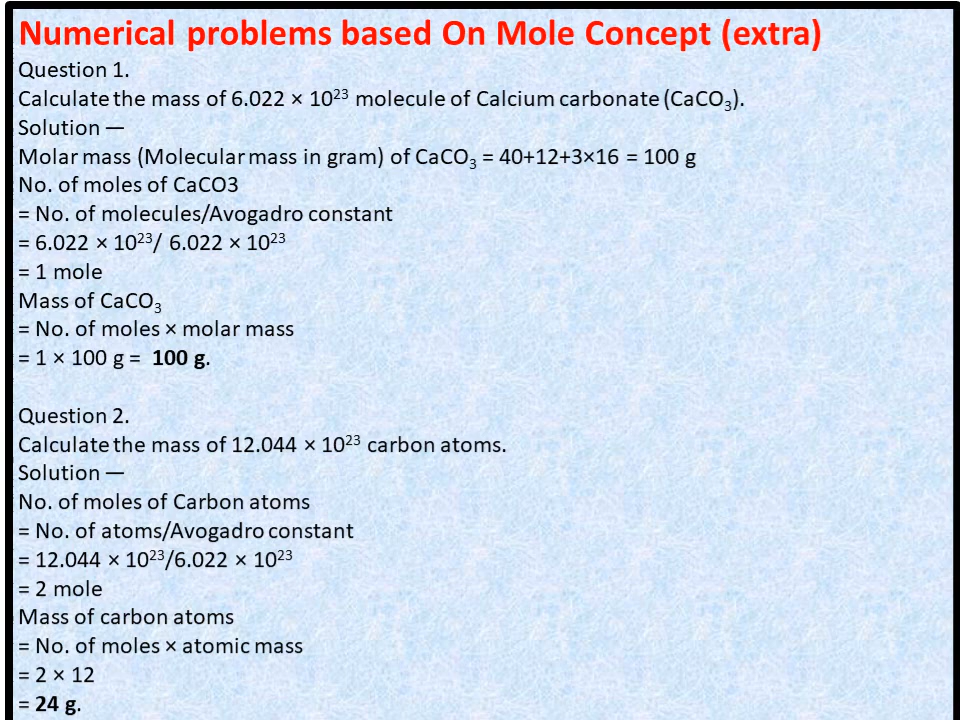 Numerical problems based On Mole Concept (extra)
Question 1.
Calculate the mass of 6.022 × 10²³ molecule of Calcium carbonate (CaCO₃).
Solution —
Molar mass (Molecular mass in gram) of CaCO₃ = 40+12+3×16 = 100 g
No. of moles of CaCO3
= No. of molecules/Avogadro constant
= 6.022 × 10²³/ 6.022 × 10²³
= 1 mole
Mass of CaCO₃
= No. of moles × molar mass
= 1 × 100 g = 100 g.
Question 2.
Calculate the mass of 12.044 × 10²³ carbon atoms.
Solution —
No. of moles of Carbon atoms
= No. of atoms/Avogadro constant
= 12.044 × 10²³/6.022 × 10²³
= 2 mole
Mass of carbon atoms
= No. of moles × atomic mass
= 2 × 12
= 24 g.